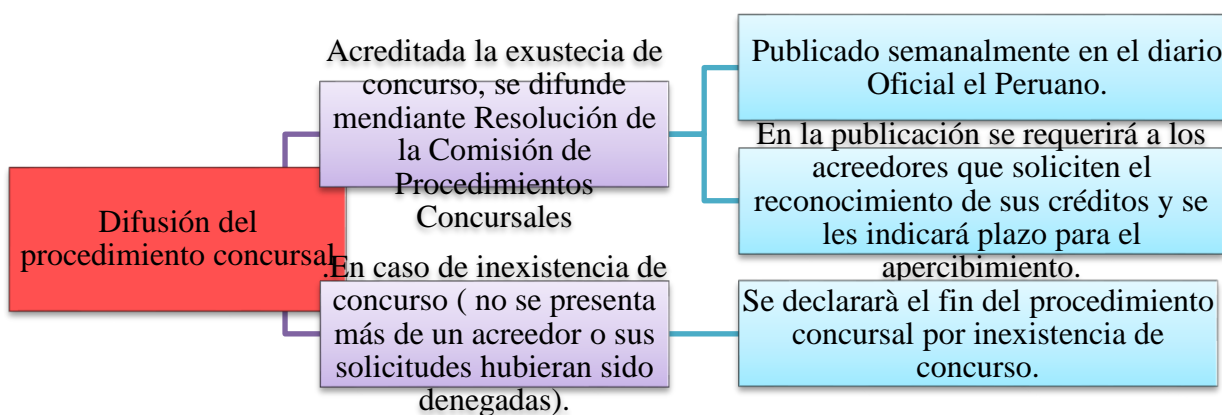 Difusión del
procedimiento concursal
Acreditada la exustecia de
concurso, se difunde
mendiante Resolución de
la Comisión de
Procedimientos
Concursales
Publicado semanalmente en el diario
Oficial el Peruano.
En la publicación se requerirá a los
acreedores que soliciten el
reconocimiento de sus créditos y se
les indicará plazo para el
apercibimiento.
.En caso de inexistencia de
concurso ( no se presenta
más de un acreedor o sus
solicitudes hubieran sido
denegadas).
Se declararà el fin del procedimiento
concursal por inexistencia de
concurso.